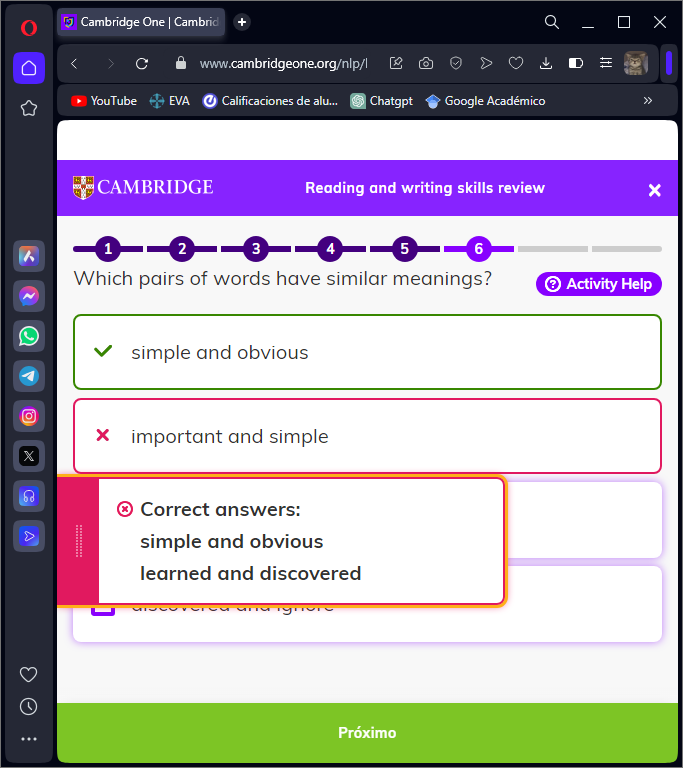 Cambridge One | Cambrid
www.cambridgeone.org/nlp/l
YouTube
EVA
Calificaciones de alu...
Chatgpt
Google Académico
»
CAMBRIDGE
Reading and writing skills review
1 2 3 4 5 6
Which pairs of words have similar meanings?
Activity Help
simple and obvious
important and simple
Correct answers:
simple and obvious
learned and discovered
discovered and ignore
Próximo